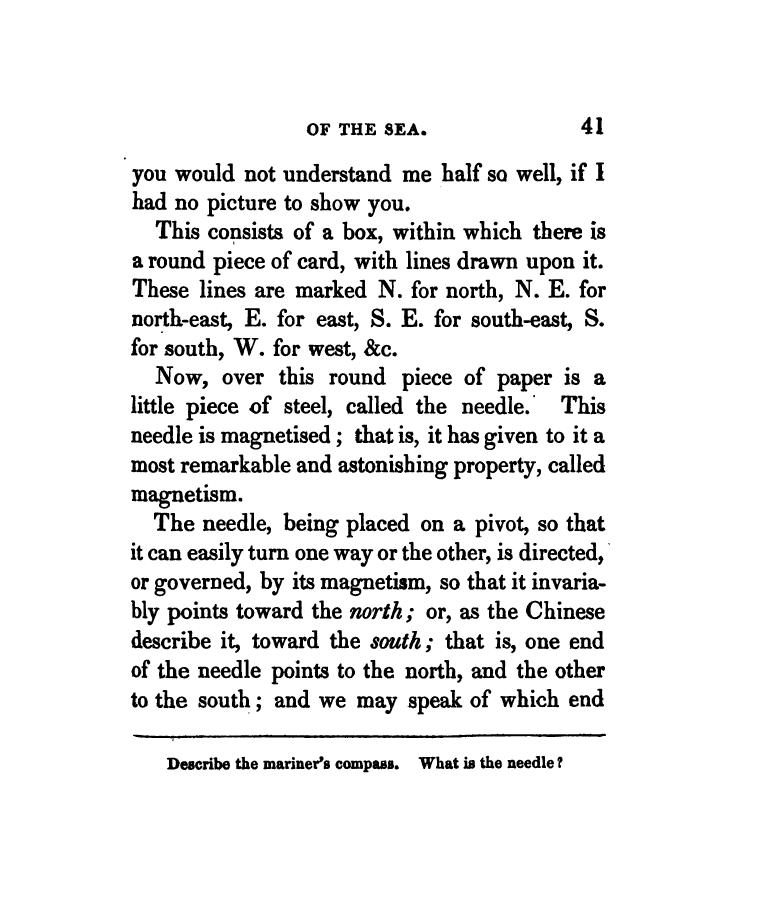 OF THE SEA. 41
you would not understand me half so well, if I
had no picture to show you.
This consists of a box, within which there is
a round piece of card, with lines drawn upon it.
These lines are marked N. for north, N. E. for
north-east, E. for east, S. E. for south-east, S.
for south, W. for west, &c.
Now, over this round piece of paper is a
little piece of steel, called the needle. This
needle is magnetised; that is, it has given to it a
most remarkable and astonishing property, called
magnetism.
The needle, being placed on a pivot, so that
it can easily turn one way or the other, is directed,
or governed, by its magnetism, so that it invaria-
bly points toward the north; or, as the Chinese
describe it, toward the south; that is, one end
of the needle points to the north, and the other
to the south; and we may speak of which end
Describe the mariner's compass. What is the needle?